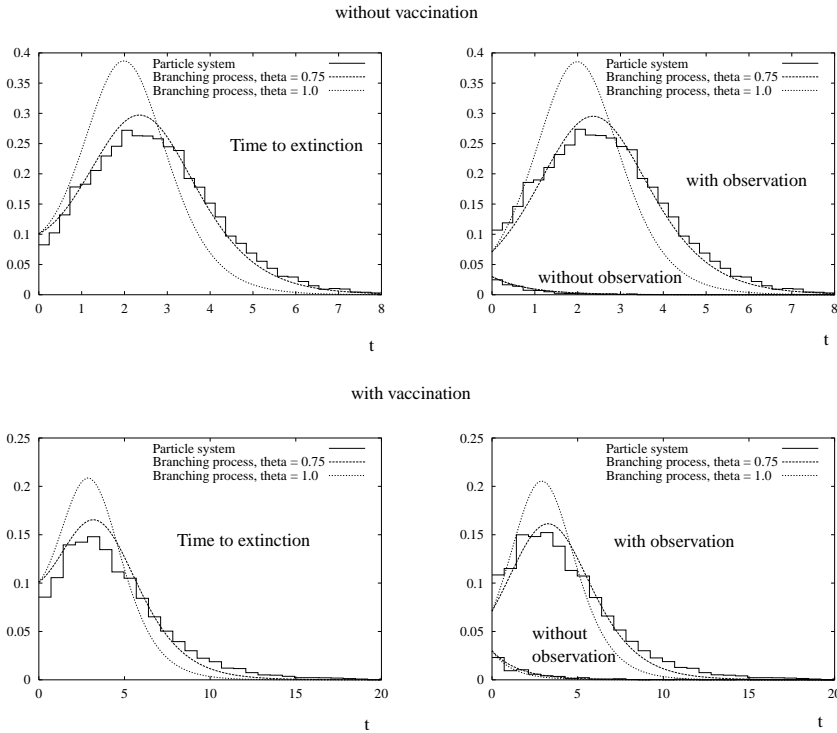 without vaccination
0.4
0.35
0.3
0.25
0.2
0.15
0.1
0.05
0
0 1 2 3 4 5 6 7 8
Particle system
Branching process, theta = 0.75
Branching process, theta = 1.0
Time to extinction
t
0.4
0.35
0.3
0.25
0.2
0.15
0.1
0.05
0
0 1 2 3 4 5 6 7 8
Particle system
Branching process, theta = 0.75
Branching process, theta = 1.0
with observation
without observation
t
with vaccination
0.25
0.2
0.15
0.1
0.05
0
0 5 10 15 20
Particle system
Branching process, theta = 0.75
Branching process, theta = 1.0
Time to extinction
t
0.25
0.2
0.15
0.1
0.05
0
0 5 10 15 20
Particle system
Branching process, theta = 0.75
Branching process, theta = 1.0
with observation
without
observation
t